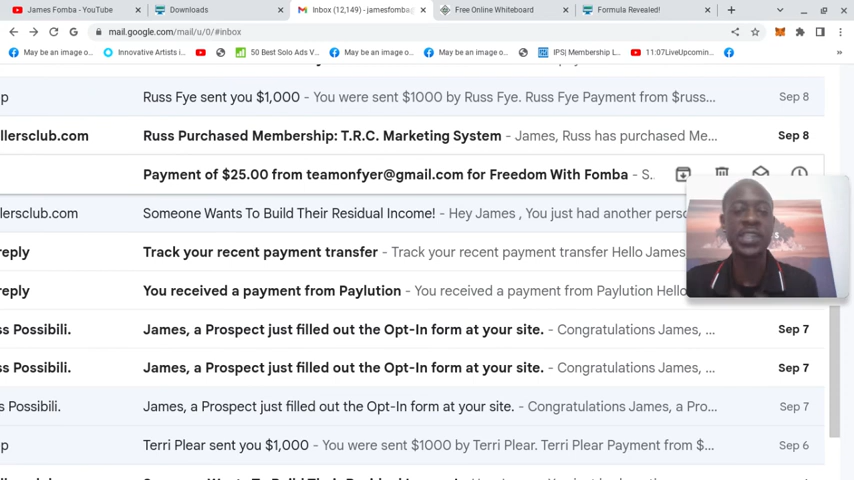 James Fomba - YouTube
Downloads
Inbox (12,149) - jamesfomba@
Free Online Whiteboard
Formula Revealed!
mail.google.com/mail/u/0/#inbox
May be an image o...
Innovative Artists i...
50 Best Solo Ads V...
May be an image o...
May be an image o...
IPS| Membership L...
11:07LiveUpcomin...
p
Russ Fye sent you $1,000 - You were sent $1000 by Russ Fye. Russ Fye Payment from $russ...
Sep 8
llersclub.com
Russ Purchased Membership: T.R.C. Marketing System - James, Russ has purchased Me...
Sep 8
Payment of $25.00 from teamonfyer@gmail.com for Freedom With Fomba - S..
llersclub.com
Someone Wants To Build Their Residual Income! - Hey James , You just had another perso
reply
Track your recent payment transfer - Track your recent payment transfer Hello James
reply
You received a payment from Paylution - You received a payment from Paylution Hello
ss Possibili.
James, a Prospect just filled out the Opt-In form at your site. - Congratulations James, ...
Sep 7
ss Possibili.
James, a Prospect just filled out the Opt-In form at your site. - Congratulations James, ...
Sep 7
s Possibili.
James, a Prospect just filled out the Opt-In form at your site. - Congratulations James, a Pro...
Sep 7
p
Terri Plear sent you $1,000 - You were sent $1000 by Terri Plear. Terri Plear Payment from $...
Sep 6